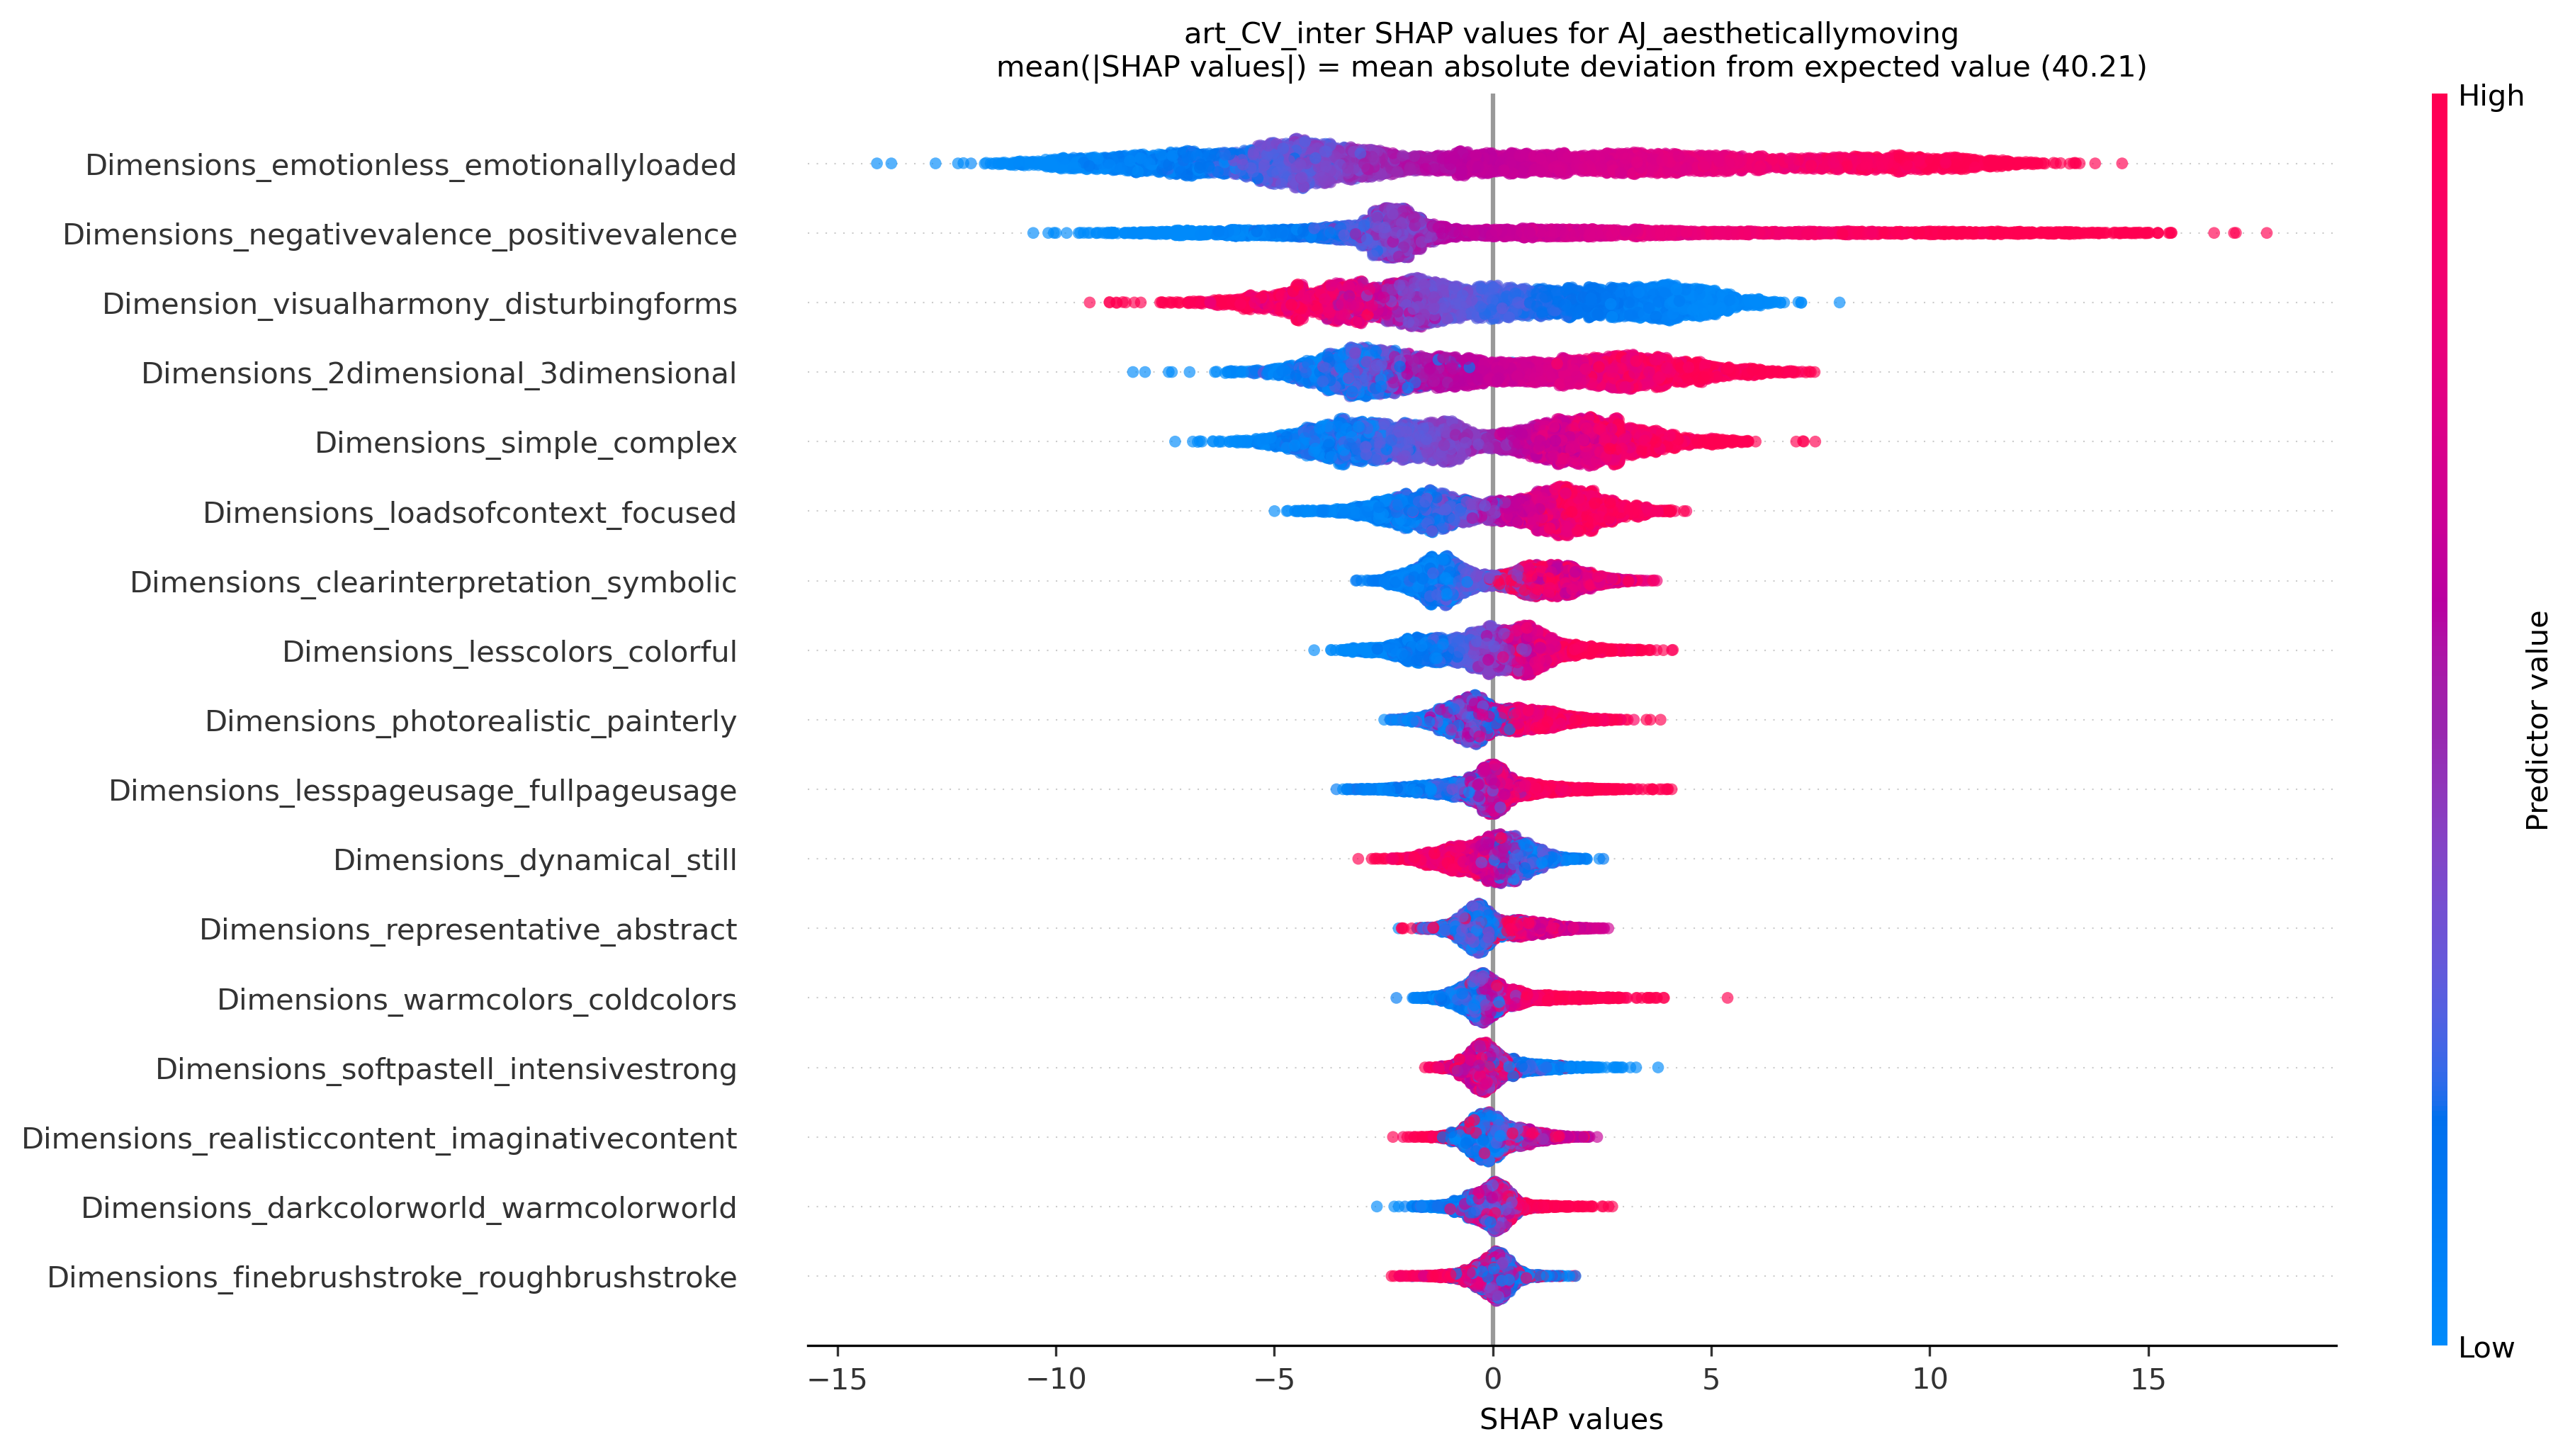 art_CV_inter SHAP values for AJ_aestheticallymoving
mean(|SHAP values|) = mean absolute deviation from expected value (40.21)
High
Dimensions_emotionless_emotionallyloaded
Dimensions_negativevalence_positivevalence
Dimension_visualharmony_disturbingforms
Dimensions_2dimensional_3dimensional
Dimensions_simple_complex
Dimensions_loadsofcontext_focused
Dimensions_clearinterpretation_symbolic
Dimensions_lesscolors_colorful
Dimensions_photorealistic_painterly
Dimensions_lesspageusage_fullpageusage
Dimensions_dynamical_still
Dimensions_representative_abstract
Dimensions_warmcolors_coldcolors
Dimensions_softpastell_intensivestrong
Dimensions_realisticcontent_imaginativecontent
Dimensions_darkcolorworld_warmcolorworld
Dimensions_finebrushstroke_roughbrushstroke
Predictor value
Low
−15 −10 −5 0 5 10 15
SHAP values